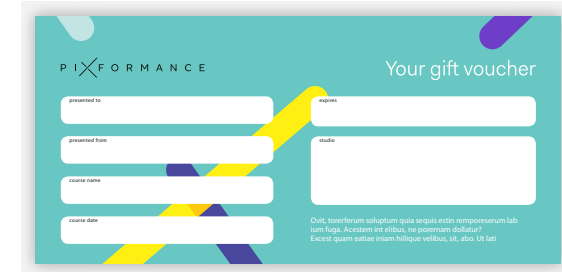 PIXFORMANCE
Your gift voucher
presented to
expires
presented from
studio
course name
course date
Ovit, torerferum soluptum quia sequis estin remporeserum lab
ium fuga. Acestem int elibus, ne porernam dollatur?
Excest quam eatiae iniam hillique velibus, sit, abo. Ut lati